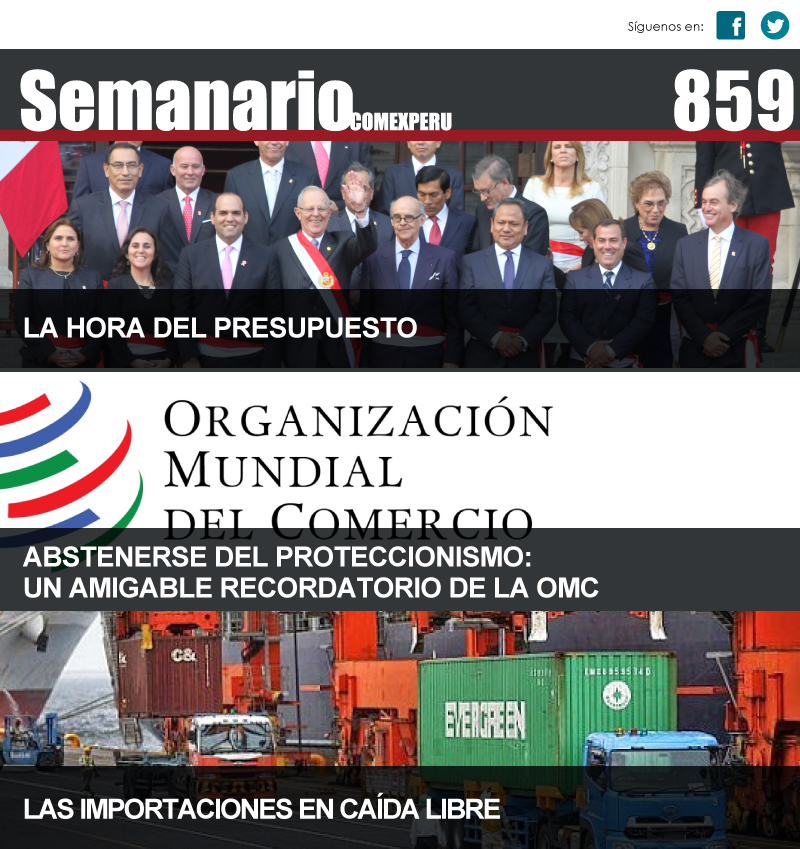 Síguenos en:
Semanario COMEXPERU 859
LA HORA DEL PRESUPUESTO
ORGANIZACIÓN
MUNDIAL
DEL COMERCIO
ABSTENERSE DEL PROTECCIONISMO:
UN AMIGABLE RECORDATORIO DE LA OMC
C&
EVERGREEN
LAS IMPORTACIONES EN CAÍDA LIBRE